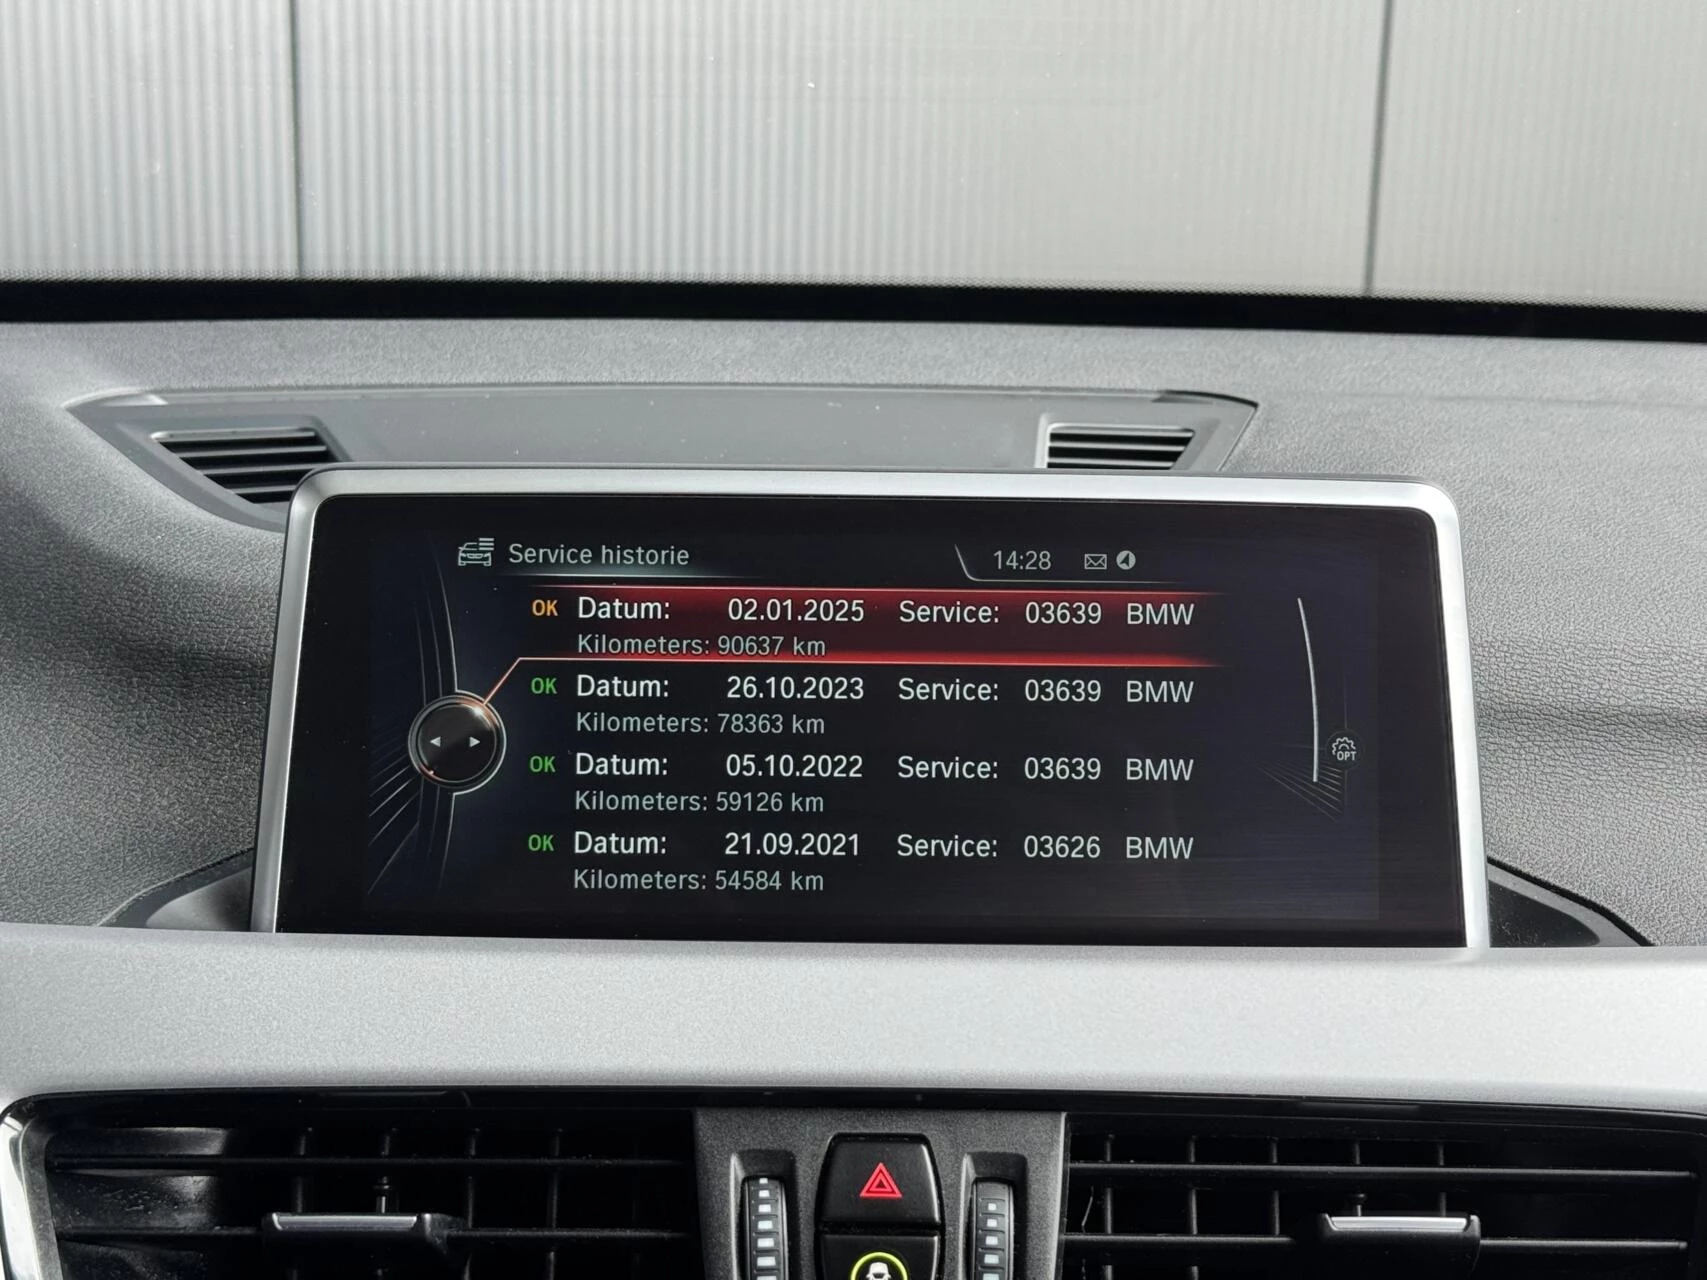 Service historie 14:28
OK Datum: 02.01.2025 Service: 03639 BMW
Kilometers: 90637 km
OK Datum: 26.10.2023 Service: 03639 BMW
Kilometers: 78363 km
OK Datum: 05.10.2022 Service: 03639 BMW
Kilometers: 59126 km
OPT
OK Datum: 21.09.2021 Service: 03626 BMW
Kilometers: 54584 km